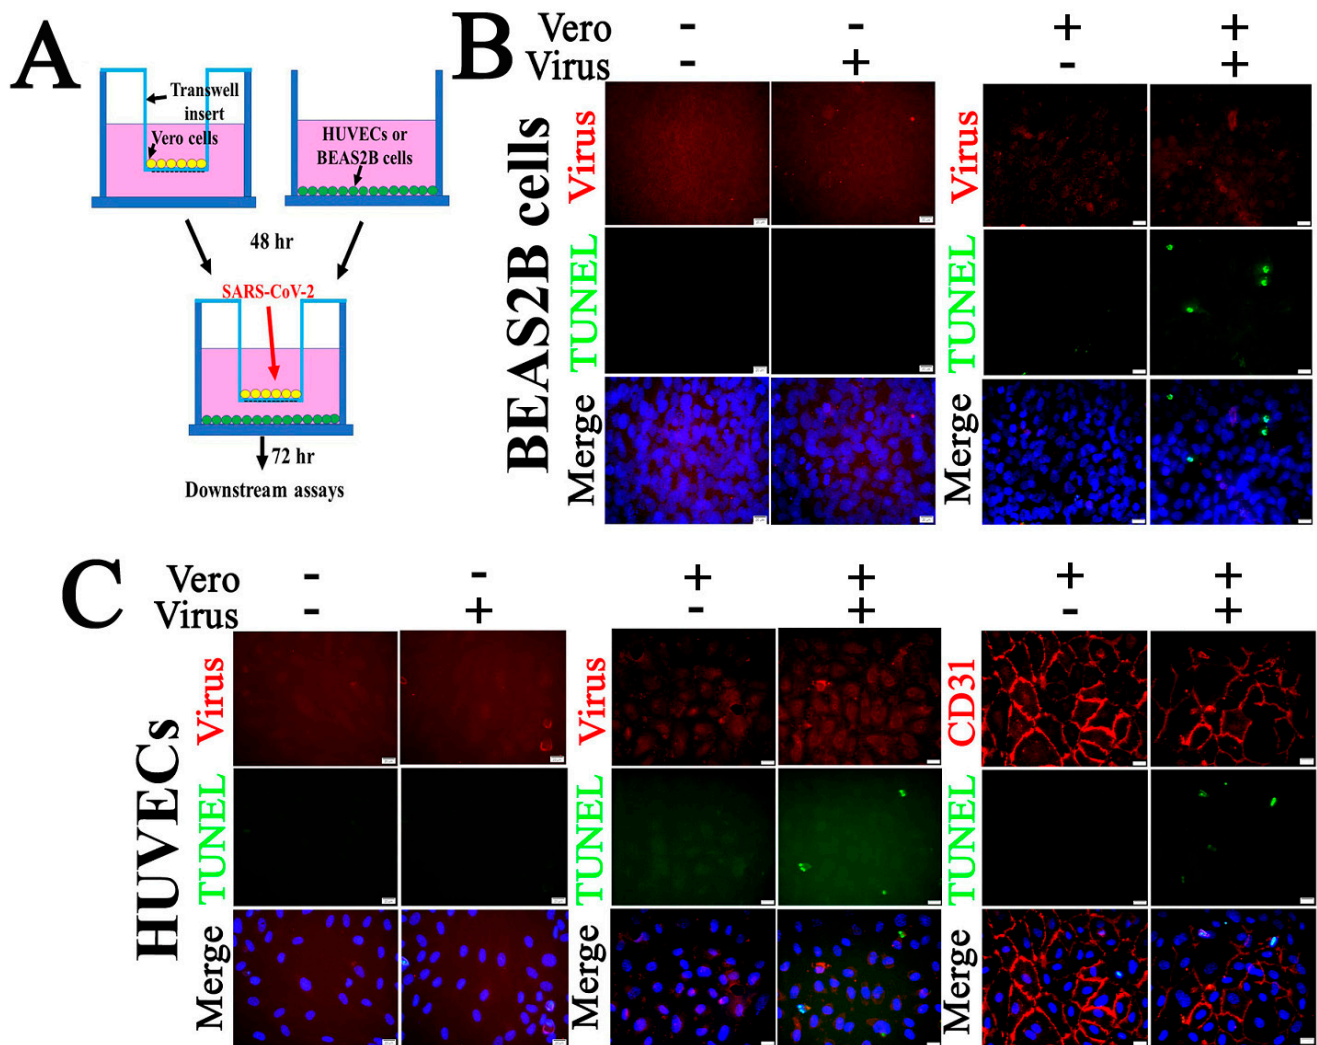 A
Transwell
insert
Vero cells
HUVECs or
BEAS2B cells
48 hr
SARS-CoV-2
72 hr
Downstream assays
B
Vero - - + +
Virus - + - +
BEAS2B cells
Virus
TUNEL
Merge
Virus
TUNEL
Merge
C
Vero - - + + + +
Virus - + - + - +
HUVECs
Virus
TUNEL
Merge
Virus
TUNEL
Merge
CD31
TUNEL
Merge